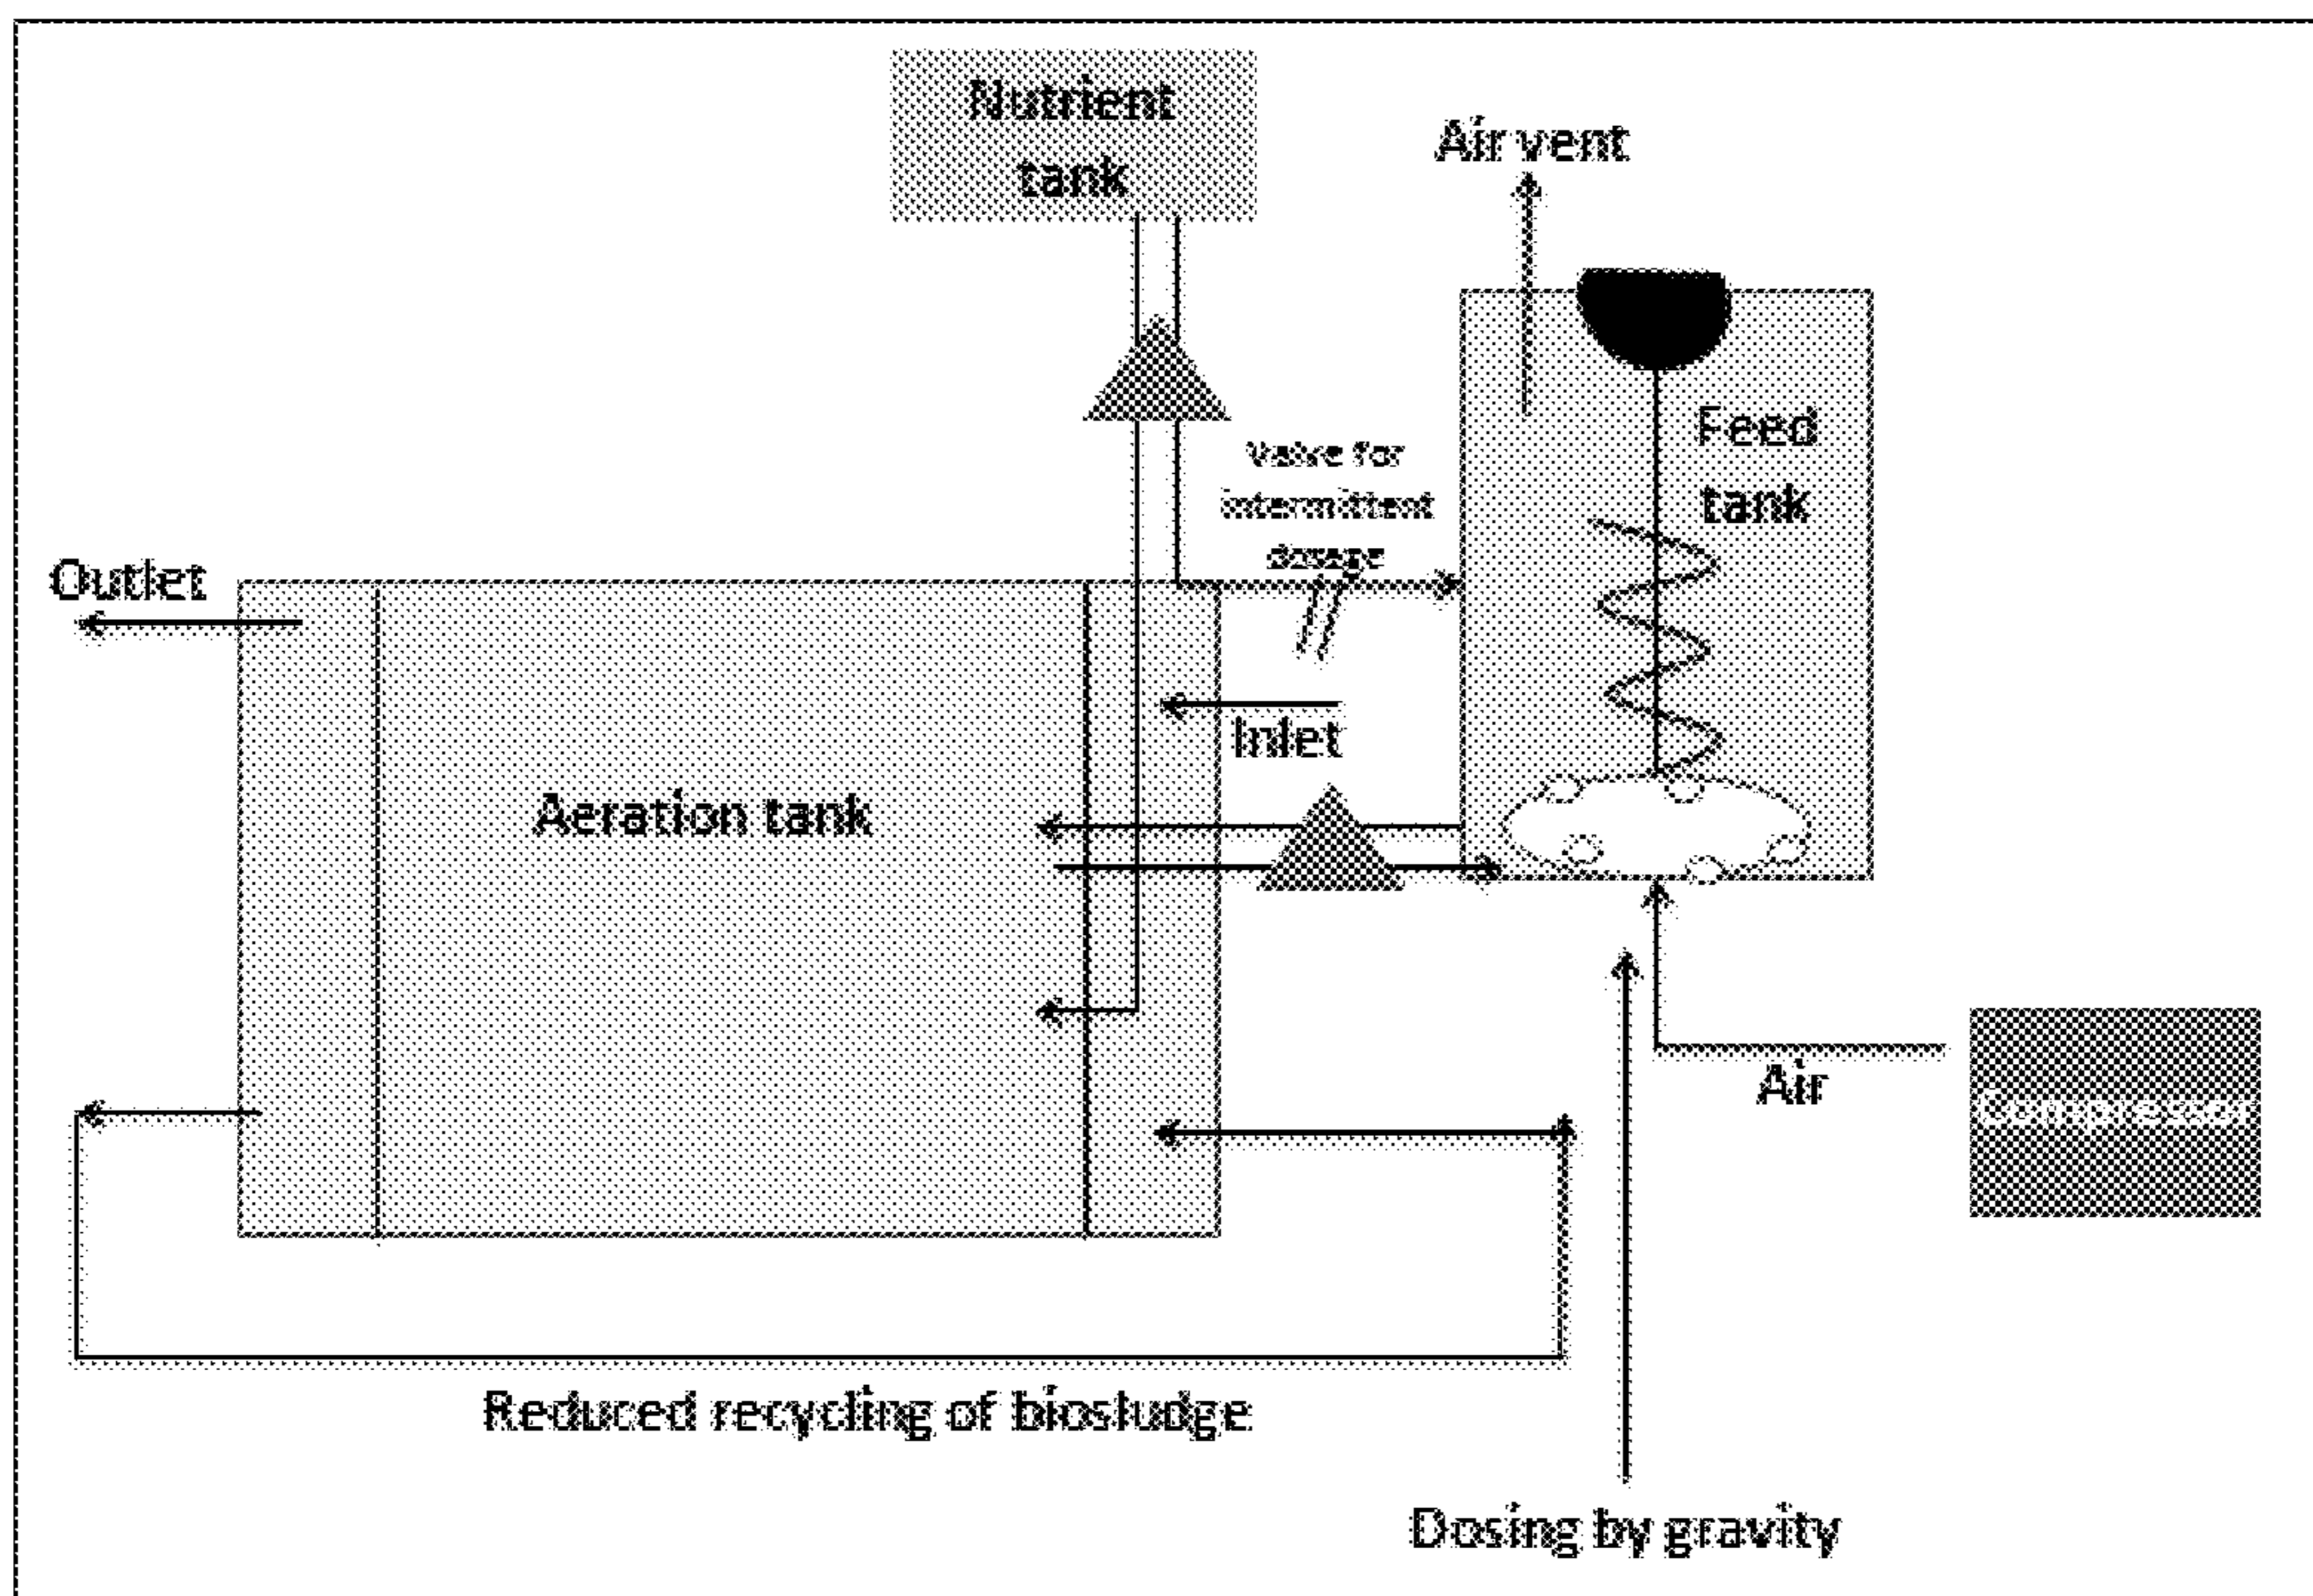 Nutrient
tank
Air vent
Feed
tank
Valve for
intermittent
dosage
Outlet
Inlet
Aeration tank
Air
Compressor
Reduced recycling of biosludge
Dosing by gravity